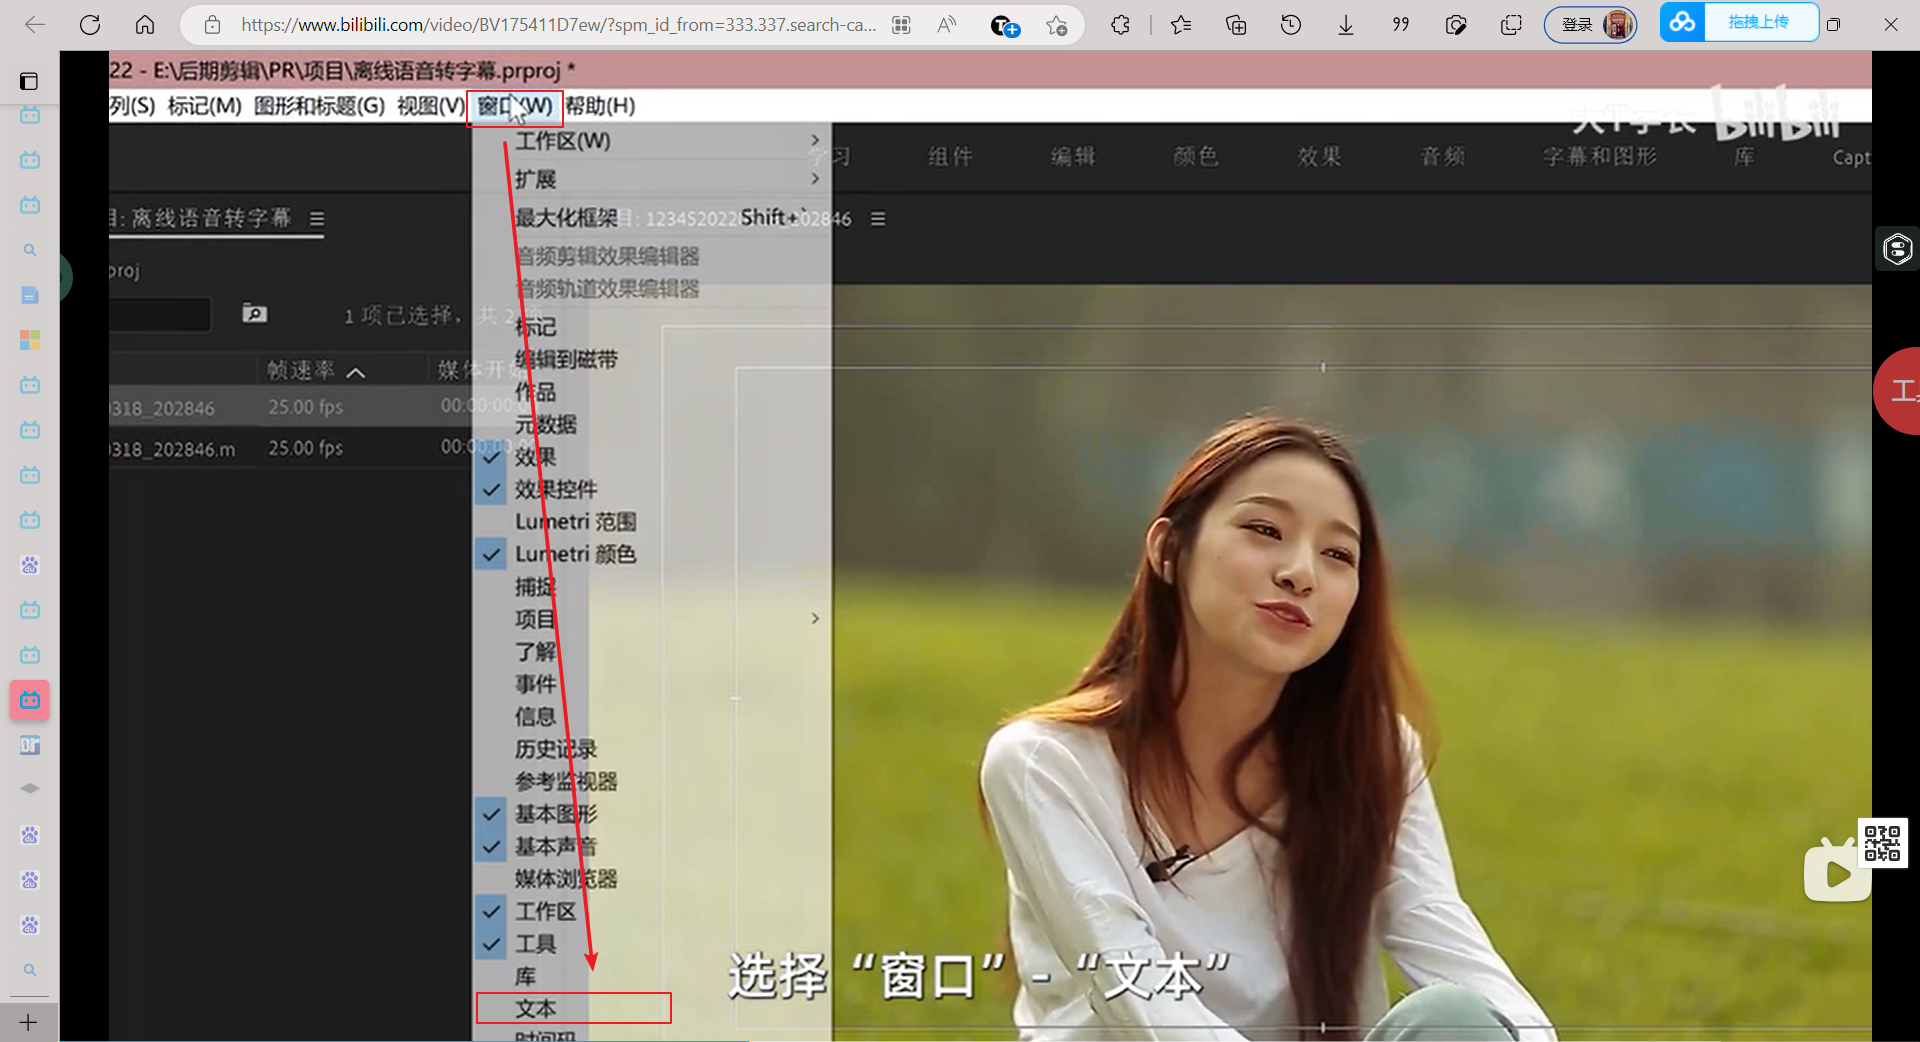 https://www.bilibili.com/video/BV175411D7ew/?spm_id_from=333.337.search-ca...
登录
拖拽上传
22 - E:\后期剪辑\PR\项目\离线语音转字幕.prproj *
列(S) 标记(M) 图形和标题(G) 视图(V) 窗口(W) 帮助(H)
bilibili
工作区(W)
学习 组件 编辑 颜色 效果 音频 字幕和图形 库 Capt
扩展
目: 离线语音转字幕
最大化框架 Shift+`
音频剪辑效果编辑器
proj
音频轨道效果编辑器
1 项已选择，共 2 项
标记
编辑到磁带
帧速率 媒体开始
作品
0318_202846 25.00 fps 00:00:00:0
元数据
0318_202846.m 25.00 fps 00:00:00:00
效果
效果控件
Lumetri 范围
Lumetri 颜色
捕捉
项目
了解
事件
信息
历史记录
参考监视器
基本图形
基本声音
媒体浏览器
工作区
工具
库
文本
时间码
选择 “窗口” - “文本”